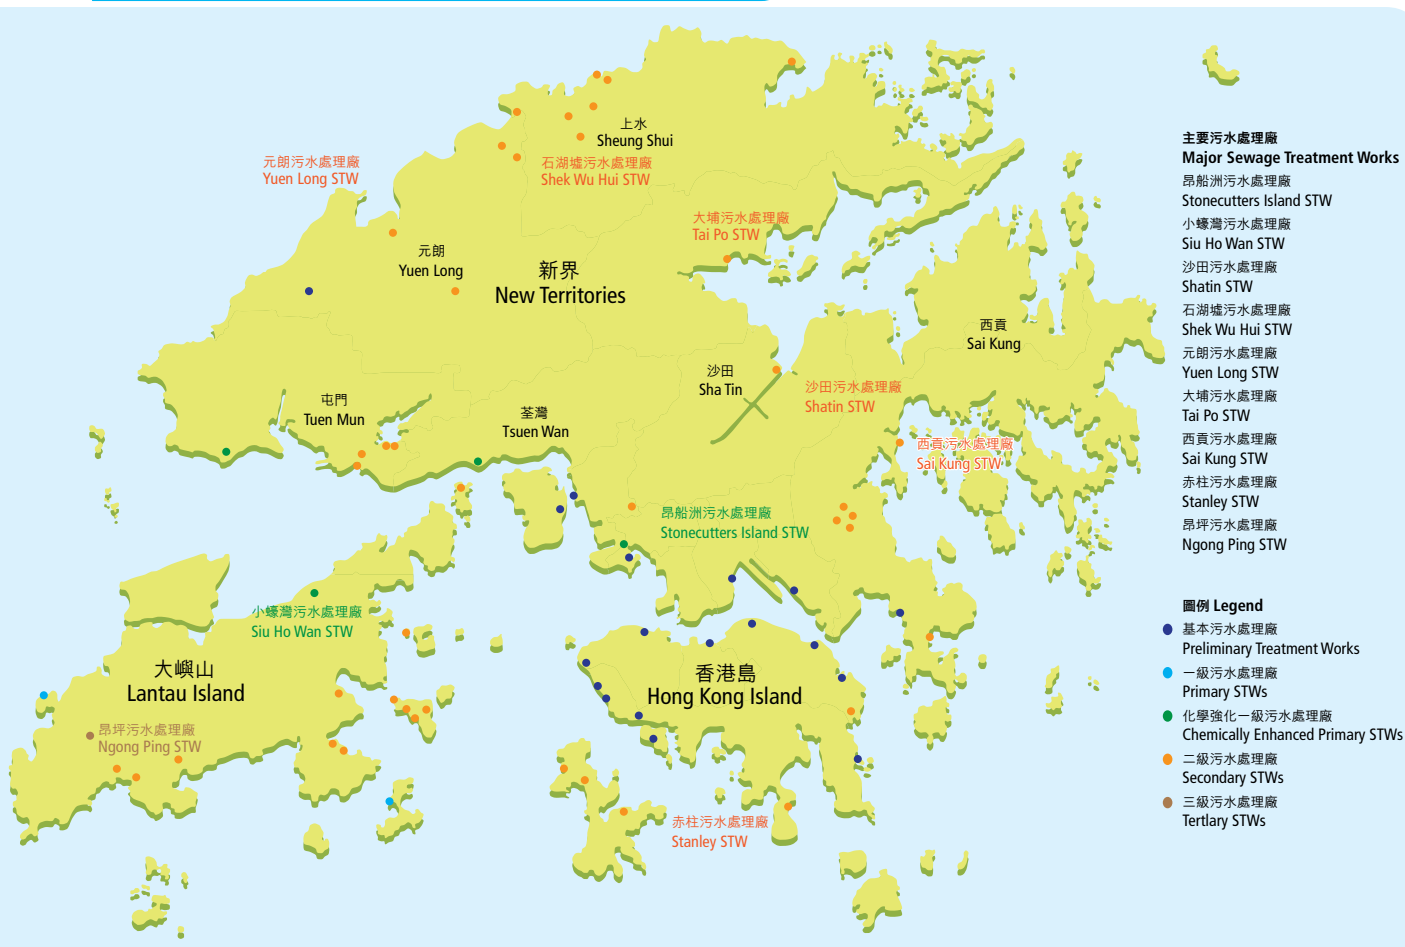 上水
Sheung Shui
元朗污水處理廠
Yuen Long STW
石湖墟污水處理廠
Shek Wu Hui STW
大埔污水處理廠
Tai Po STW
元朗
Yuen Long
新界
New Territories
西貢
Sai Kung
沙田
Sha Tin
沙田污水處理廠
Shatin STW
屯門
Tuen Mun
荃灣
Tsuen Wan
西貢污水處理廠
Sai Kung STW
昂船洲污水處理廠
Stonecutters Island STW
小蠔灣污水處理廠
Siu Ho Wan STW
大嶼山
Lantau Island
香港島
Hong Kong Island
昂坪污水處理廠
Ngong Ping STW
赤柱污水處理廠
Stanley STW
主要污水處理廠
Major Sewage Treatment Works
昂船洲污水處理廠
Stonecutters Island STW
小蠔灣污水處理廠
Siu Ho Wan STW
沙田污水處理廠
Shatin STW
石湖墟污水處理廠
Shek Wu Hui STW
元朗污水處理廠
Yuen Long STW
大埔污水處理廠
Tai Po STW
西貢污水處理廠
Sai Kung STW
赤柱污水處理廠
Stanley STW
昂坪污水處理廠
Ngong Ping STW
圖例 Legend
基本污水處理廠
Preliminary Treatment Works
一級污水處理廠
Primary STWs
化學強化一級污水處理廠
Chemically Enhanced Primary STWs
二級污水處理廠
Secondary STWs
三級污水處理廠
Tertlary STWs